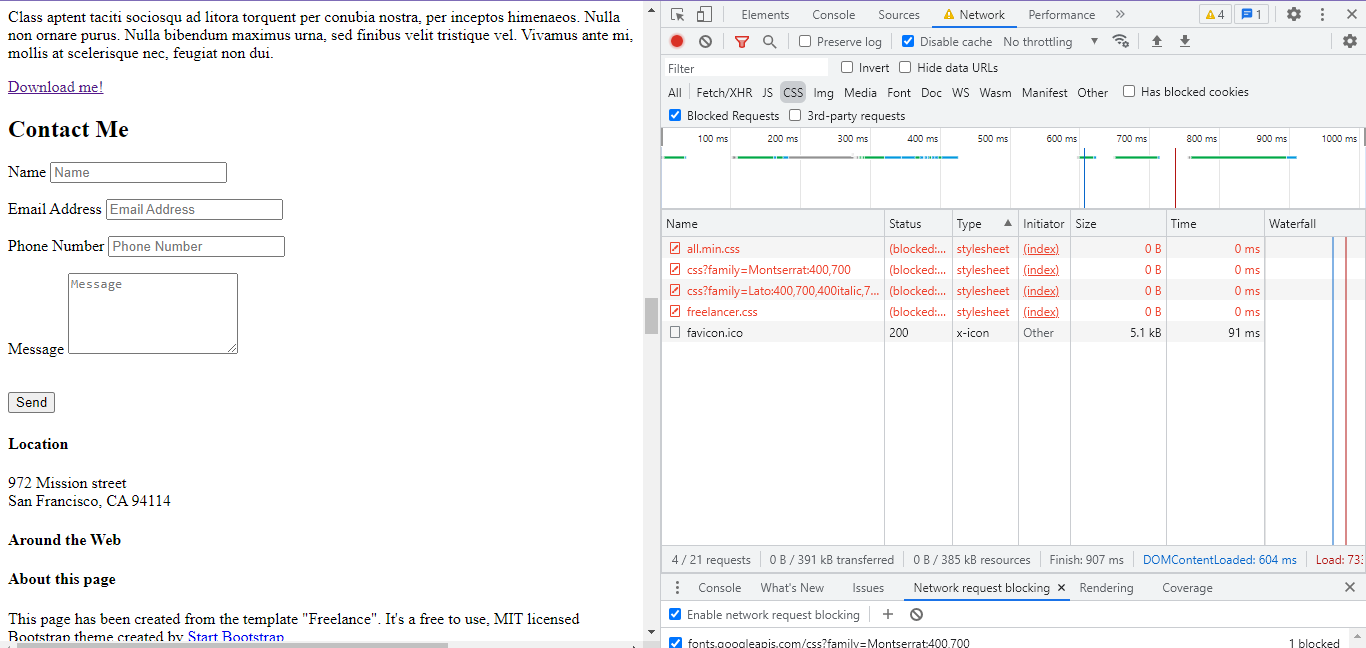 Class aptent taciti sociosqu ad litora torquent per conubia nostra, per inceptos himenaeos. Nulla
non ornare purus. Nulla bibendum maximus urna, sed finibus velit tristique vel. Vivamus ante mi,
mollis at scelerisque nec, feugiat non dui.
Download me!
Contact Me
Name Name
Email Address Email Address
Phone Number Phone Number
Message
Message
Send
Location
972 Mission street
San Francisco, CA 94114
Around the Web
About this page
This page has been created from the template "Freelance". It's a free to use, MIT licensed
Bootstrap theme created by Start Bootstrap
Elements Console Sources Network Performance » 4 1
Preserve log Disable cache No throttling
Filter Invert Hide data URLs
All Fetch/XHR JS CSS Img Media Font Doc WS Wasm Manifest Other Has blocked cookies
Blocked Requests 3rd-party requests
100 ms 200 ms 300 ms 400 ms 500 ms 600 ms 700 ms 800 ms 900 ms 1000 ms
Name Status Type Initiator Size Time Waterfall
all.min.css (blocked:... stylesheet (index) 0 B 0 ms
css?family=Montserrat:400,700 (blocked:... stylesheet (index) 0 B 0 ms
css?family=Lato:400,700,400italic,7... (blocked:... stylesheet (index) 0 B 0 ms
freelancer.css (blocked:... stylesheet (index) 0 B 0 ms
favicon.ico 200 x-icon Other 5.1 kB 91 ms
4 / 21 requests 0 B / 391 kB transferred 0 B / 385 kB resources Finish: 907 ms DOMContentLoaded: 604 ms Load: 73
Console What's New Issues Network request blocking Rendering Coverage
Enable network request blocking
fonts.googleapis.com/css?family=Montserrat:400,700 1 blocked